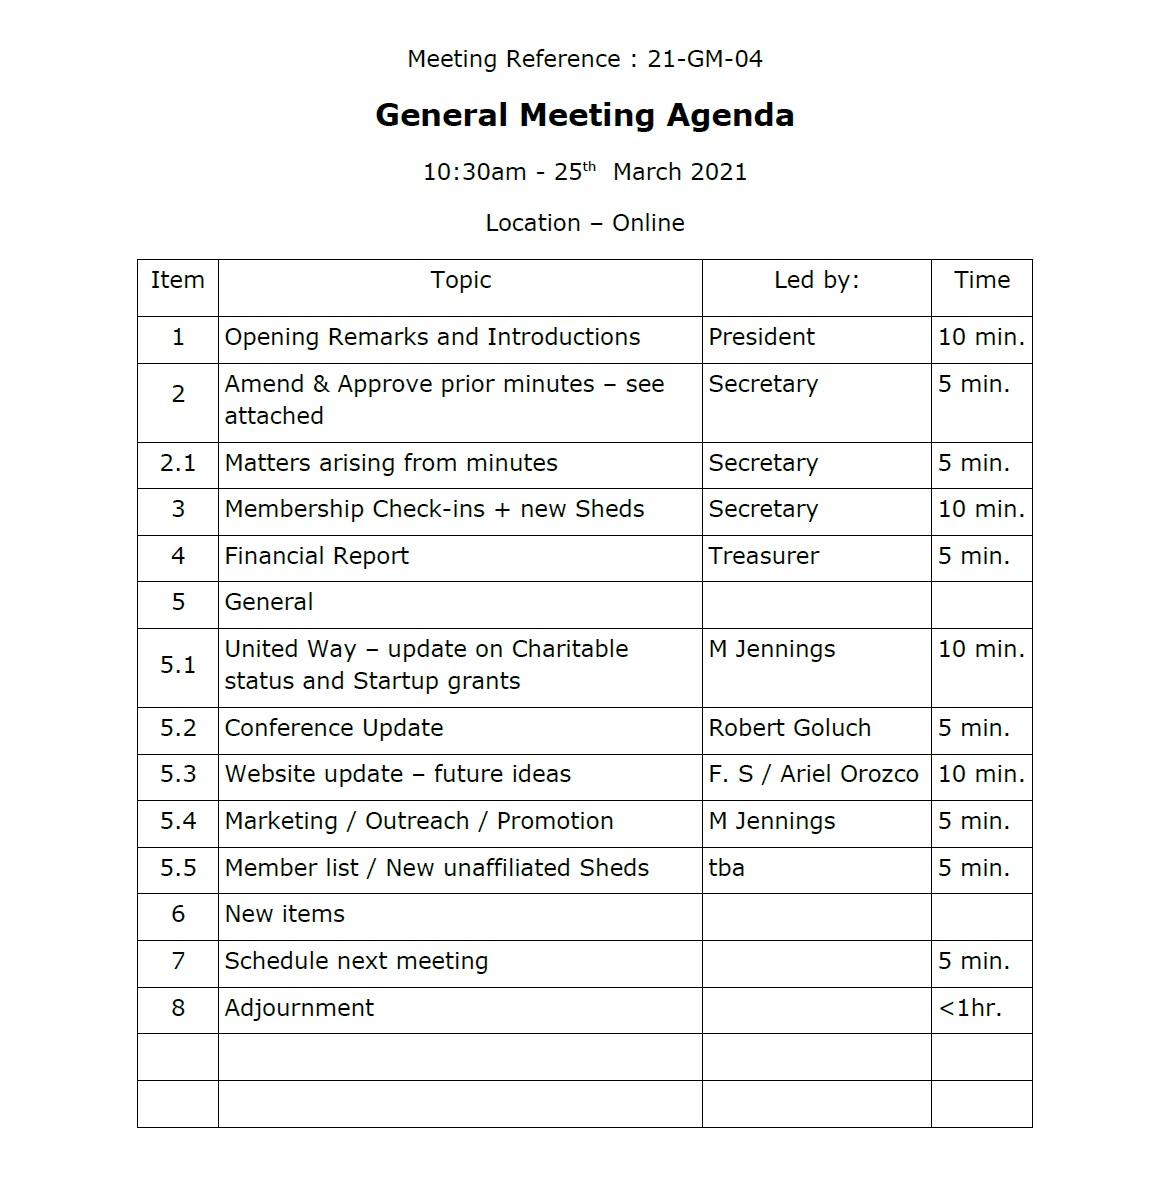 Meeting Reference : 21-GM-04
General Meeting Agenda
10:30am - 25th March 2021
Location – Online
Item Topic Led by: Time
1 Opening Remarks and Introductions President 10 min.
2 Amend & Approve prior minutes – see Secretary 5 min.
attached
2.1 Matters arising from minutes Secretary 5 min.
3 Membership Check-ins + new Sheds Secretary 10 min.
4 Financial Report Treasurer 5 min.
5 General
5.1 United Way – update on Charitable M Jennings 10 min.
status and Startup grants
5.2 Conference Update Robert Goluch 5 min.
5.3 Website update – future ideas F. S / Ariel Orozco 10 min.
5.4 Marketing / Outreach / Promotion M Jennings 5 min.
5.5 Member list / New unaffiliated Sheds tba 5 min.
6 New items
7 Schedule next meeting 5 min.
8 Adjournment <1hr.